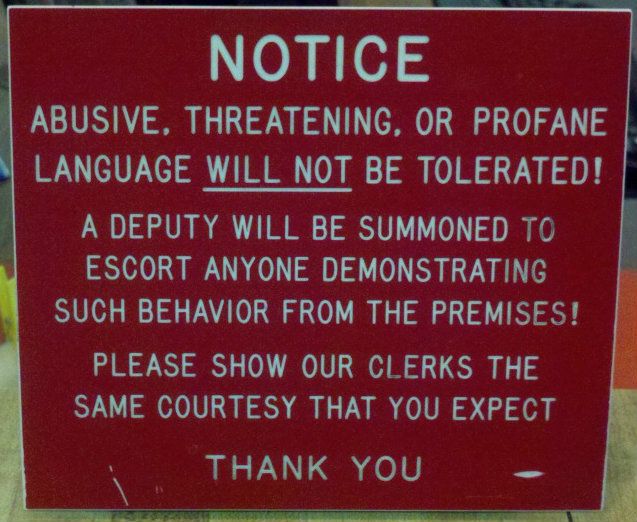 NOTICE
ABUSIVE, THREATENING, OR PROFANE
LANGUAGE WILL NOT BE TOLERATED!
A DEPUTY WILL BE SUMMONED TO
ESCORT ANYONE DEMONSTRATING
SUCH BEHAVIOR FROM THE PREMISES!
PLEASE SHOW OUR CLERKS THE
SAME COURTESY THAT YOU EXPECT
THANK YOU